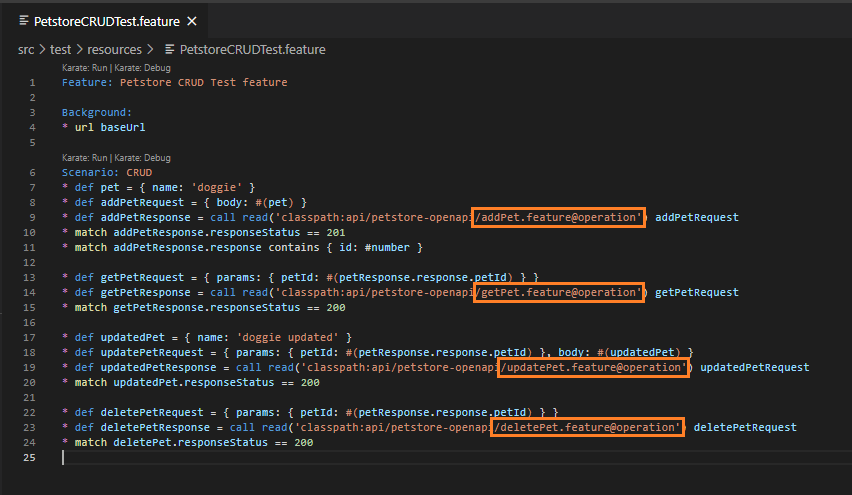 PetstoreCRUDTest.feature ×
src > test > resources > PetstoreCRUDTest.feature
Karate: Run | Karate: Debug
1 Feature: Petstore CRUD Test feature
2
3 Background:
4 * url baseUrl
5
Karate: Run | Karate: Debug
6 Scenario: CRUD
7 * def pet = { name: 'doggie' }
8 * def addPetRequest = { body: #(pet) }
9 * def addPetResponse = call read('classpath:api/petstore-openapi/addPet.feature@operation') addPetRequest
10 * match addPetResponse.responseStatus == 201
11 * match addPetResponse.response contains { id: #number }
12
13 * def getPetRequest = { params: { petId: #(petResponse.response.petId) } }
14 * def getPetResponse = call read('classpath:api/petstore-openapi/getPet.feature@operation') getPetRequest
15 * match getPetResponse.responseStatus == 200
16
17 * def updatedPet = { name: 'doggie updated' }
18 * def updatePetRequest = { params: { petId: #(petResponse.response.petId) }, body: #(updatedPet) }
19 * def updatedPetResponse = call read('classpath:api/petstore-openapi/updatePet.feature@operation') updatedPetRequest
20 * match updatedPet.responseStatus == 200
21
22 * def deletePetRequest = { params: { petId: #(petResponse.response.petId) } }
23 * def deletePetResponse = call read('classpath:api/petstore-openapi/deletePet.feature@operation') deletePetRequest
24 * match deletePet.responseStatus == 200
25